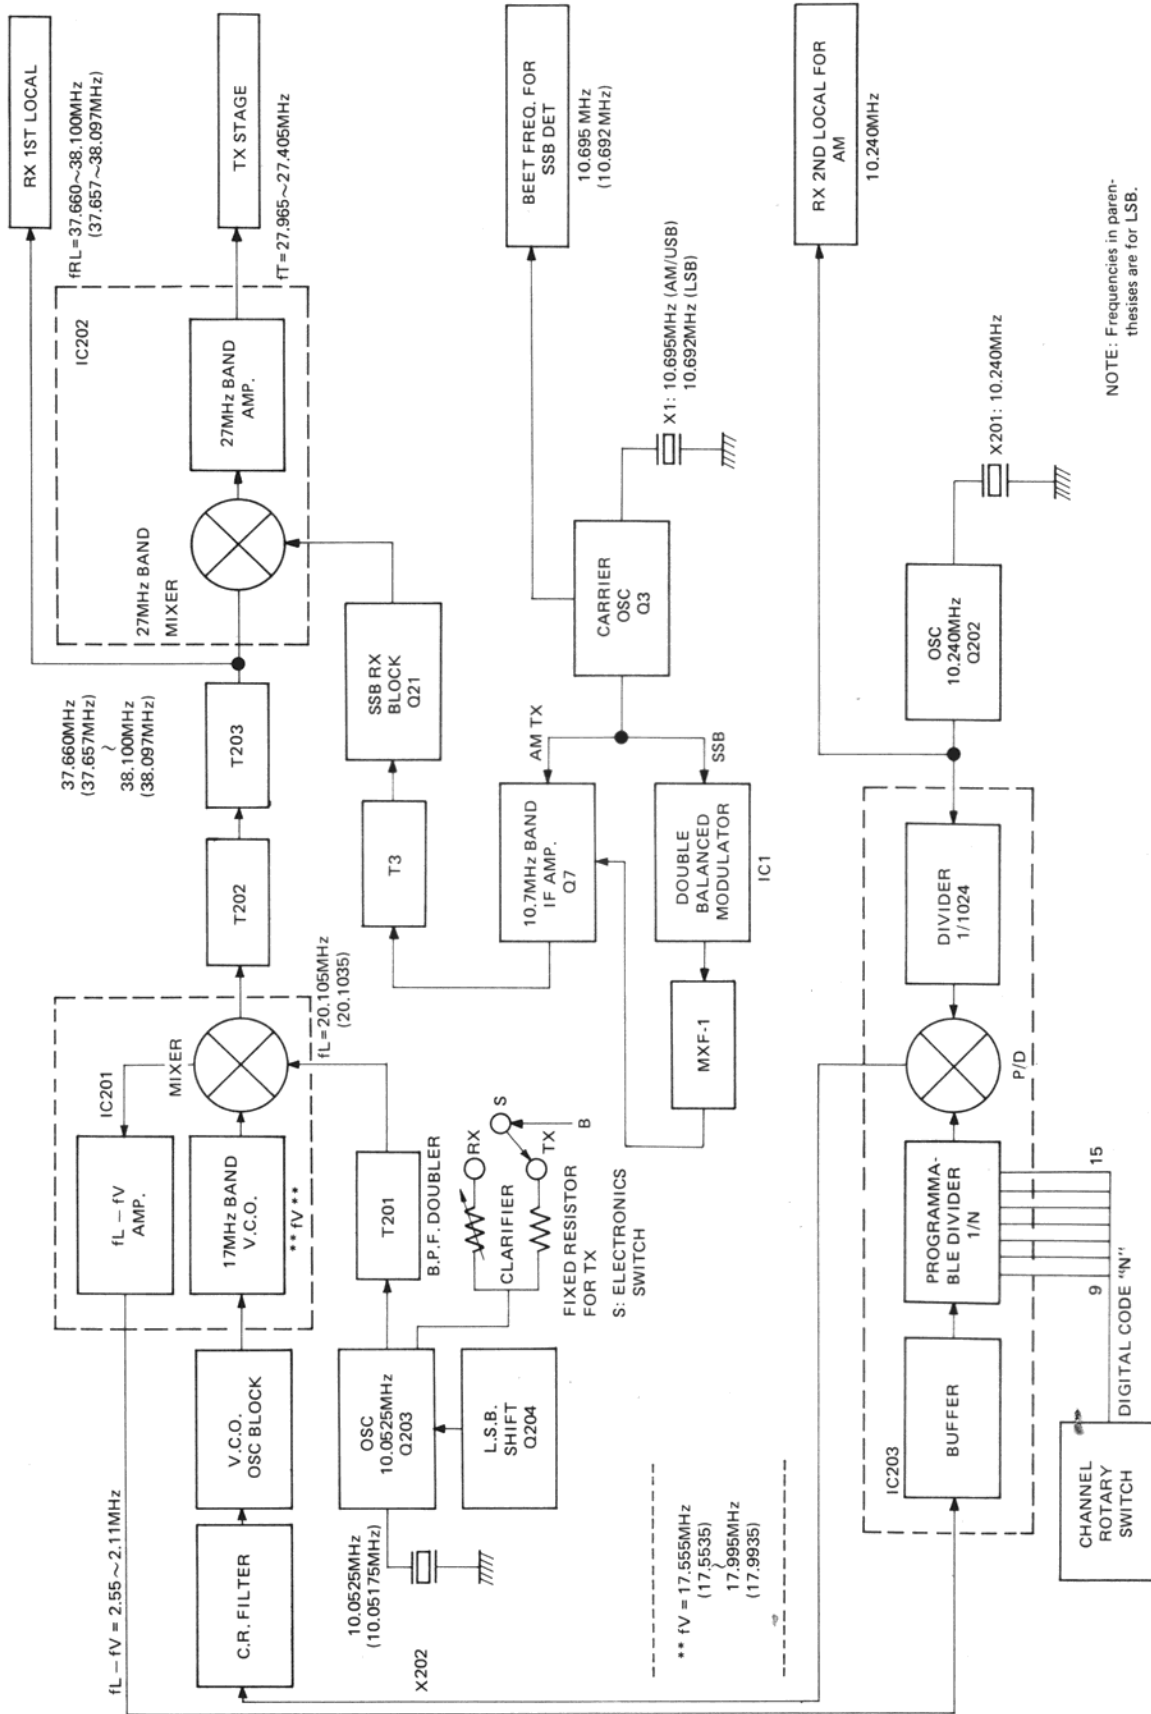 fL – fV = 2.55～2.11MHz
C.R. FILTER
V.C.O.
OSC BLOCK
fL – fV
AMP.
17MHz BAND
V.C.O.
** fV **
IC201
MIXER
fL=20.105MHz
(20.1035)
T202
T203
37.660MHz
(37.657MHz)
～
38.100MHz
(38.097MHz)
27MHz BAND
MIXER
27MHz BAND
AMP.
IC202
fRL=37.660～38.100MHz
(37.657～38.097MHz)
RX 1ST LOCAL
fT=27.965～27.405MHz
TX STAGE
10.0525MHz
(10.05175MHz)
X202
OSC
10.0525MHz
Q203
L.S.B.
SHIFT
Q204
T201
B.P.F. DOUBLER
RX
CLARIFIER
S
TX
B
FIXED RESISTOR
FOR TX
S: ELECTRONICS
SWITCH
T3
SSB RX
BLOCK
Q21
AM TX
10.7MHz BAND
IF AMP.
Q7
SSB
DOUBLE
BALANCED
MODULATOR
IC1
MXF-1
CARRIER
OSC
Q3
X1: 10.695MHz (AM/USB)
10.692MHz (LSB)
BEET FREQ. FOR
SSB DET
10.695 MHz
(10.692 MHz)
** fV = 17.555MHz
(17.5535)
～
17.995MHz
(17.9935)
IC203
BUFFER
PROGRAMMA-
BLE DIVIDER
1/N
P/D
DIVIDER
1/1024
OSC
10.240MHz
Q202
X201: 10.240MHz
RX 2ND LOCAL FOR
AM
10.240MHz
CHANNEL
ROTARY
SWITCH
9
15
DIGITAL CODE "N"
NOTE: Frequencies in paren-
thesises are for LSB.